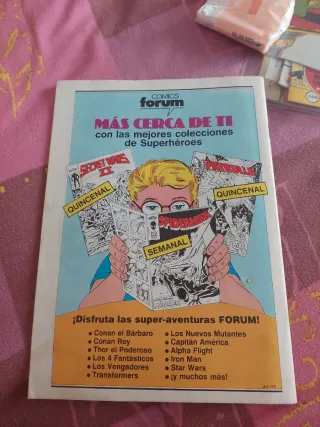 COMICS
forum
MÁS CERCA DE TI
con las mejores colecciones
de Superhéroes
SECRET WARS
II
QUINCENAL
QUINCENAL
SPIDERMAN
SEMANAL
¡Disfruta las super-aventuras FORUM!
• Conan el Bárbaro
• Conan Rey
• Thor el Poderoso
• Los 4 Fantásticos
• Los Vengadores
• Transformers
• Los Nuevos Mutantes
• Capitán América
• Alpha Flight
• Iron Man
• Star Wars
• ¡y muchos más!